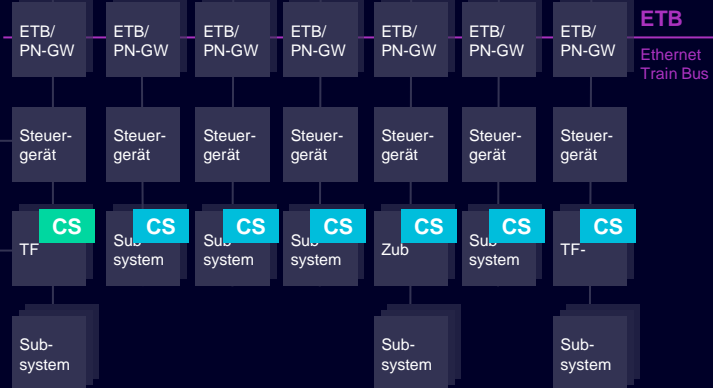 ETB/ ETB/ ETB/ ETB/ ETB/ ETB/ ETB/ ETB
PN-GW PN-GW PN-GW PN-GW PN-GW PN-GW PN-GW
Ethernet
Train Bus
Steuer- Steuer- Steuer- Steuer- Steuer- Steuer- Steuer-
gerät gerät gerät gerät gerät gerät gerät
CS CS CS CS CS CS CS
TF Sub Sub- Sub- Zub Sub- TF-
system system system system
Sub- Sub- Sub-
system system system